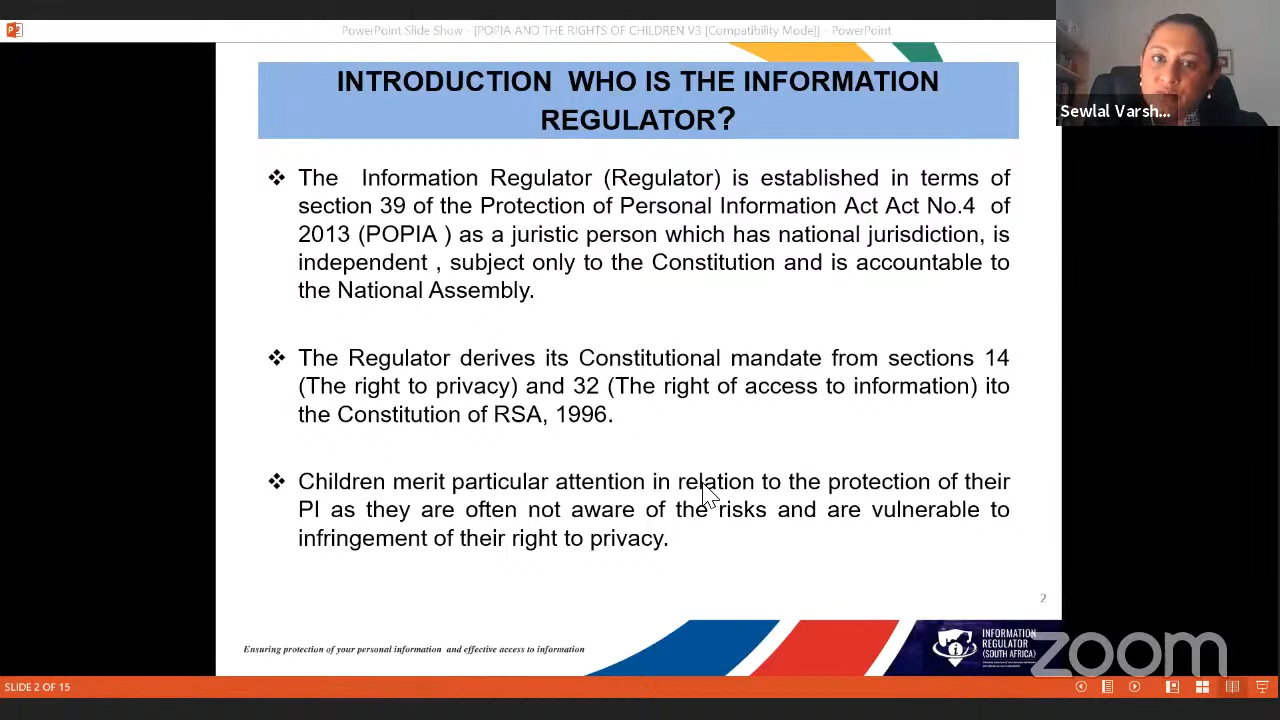 PowerPoint Slide Show - [POPIA AND THE RIGHTS OF CHILDREN V3 [Compatibility Mode]] - PowerPoint
INTRODUCTION WHO IS THE INFORMATION
REGULATOR?
Sewlal Varsh...
❖ The Information Regulator (Regulator) is established in terms of
section 39 of the Protection of Personal Information Act Act No.4 of
2013 (POPIA ) as a juristic person which has national jurisdiction, is
independent , subject only to the Constitution and is accountable to
the National Assembly.
❖ The Regulator derives its Constitutional mandate from sections 14
(The right to privacy) and 32 (The right of access to information) ito
the Constitution of RSA, 1996.
❖ Children merit particular attention in relation to the protection of their
PI as they are often not aware of the risks and are vulnerable to
infringement of their right to privacy.
2
Ensuring protection of your personal information and effective access to information
INFORMATION
REGULATOR
(SOUTH AFRICA)
zoom
SLIDE 2 OF 15